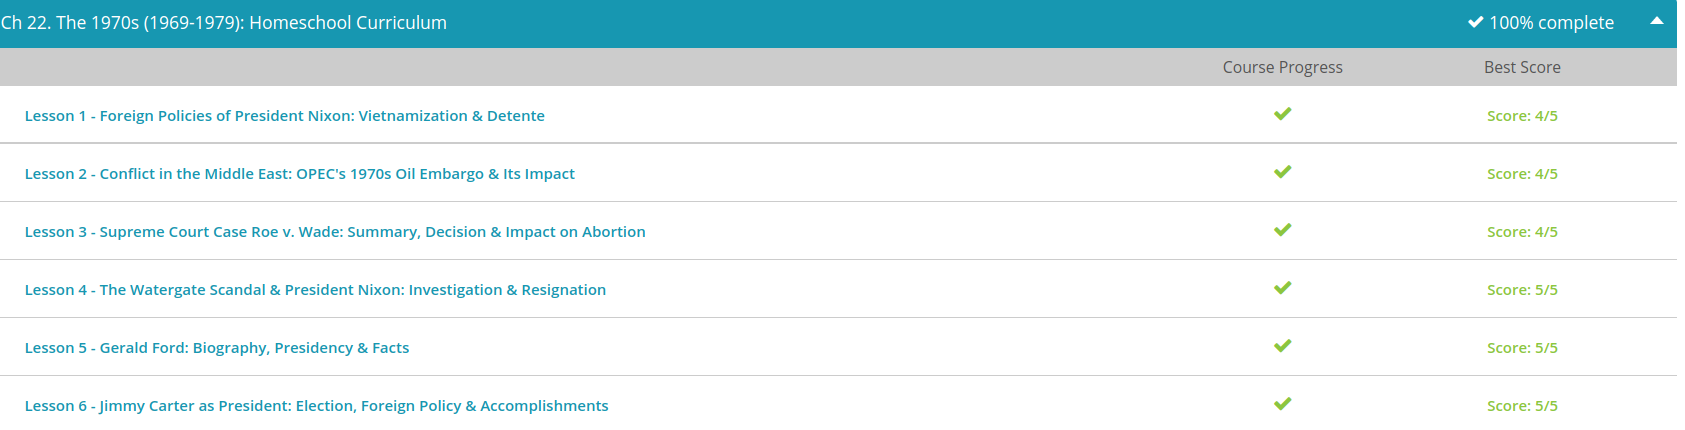 Ch 22. The 1970s (1969-1979): Homeschool Curriculum 100% complete
Course Progress Best Score
Lesson 1 - Foreign Policies of President Nixon: Vietnamization & Detente Score: 4/5
Lesson 2 - Conflict in the Middle East: OPEC's 1970s Oil Embargo & Its Impact Score: 4/5
Lesson 3 - Supreme Court Case Roe v. Wade: Summary, Decision & Impact on Abortion Score: 4/5
Lesson 4 - The Watergate Scandal & President Nixon: Investigation & Resignation Score: 5/5
Lesson 5 - Gerald Ford: Biography, Presidency & Facts Score: 5/5
Lesson 6 - Jimmy Carter as President: Election, Foreign Policy & Accomplishments Score: 5/5